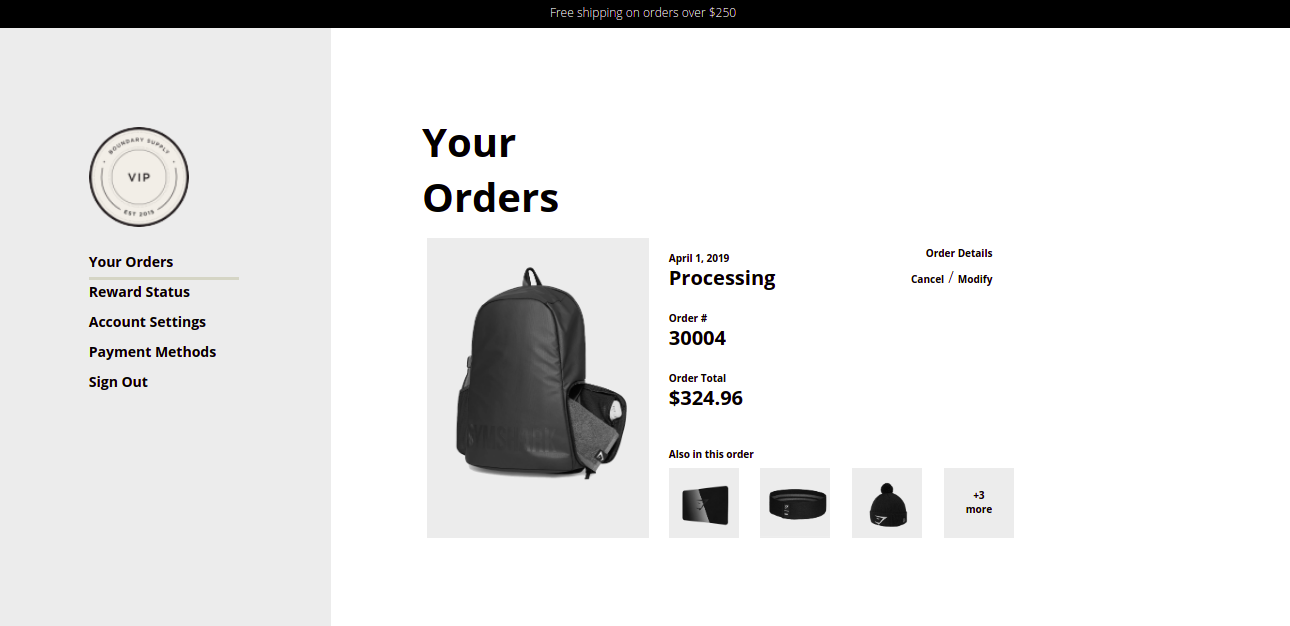 Free shipping on orders over $250
BOUNDARY SUPPLY
VIP
EST 2015
Your Orders
Reward Status
Account Settings
Payment Methods
Sign Out
Your
Orders
April 1, 2019
Processing
Order Details
Cancel / Modify
Order #
30004
Order Total
$324.96
GYMSHARK
Also in this order
+3
more